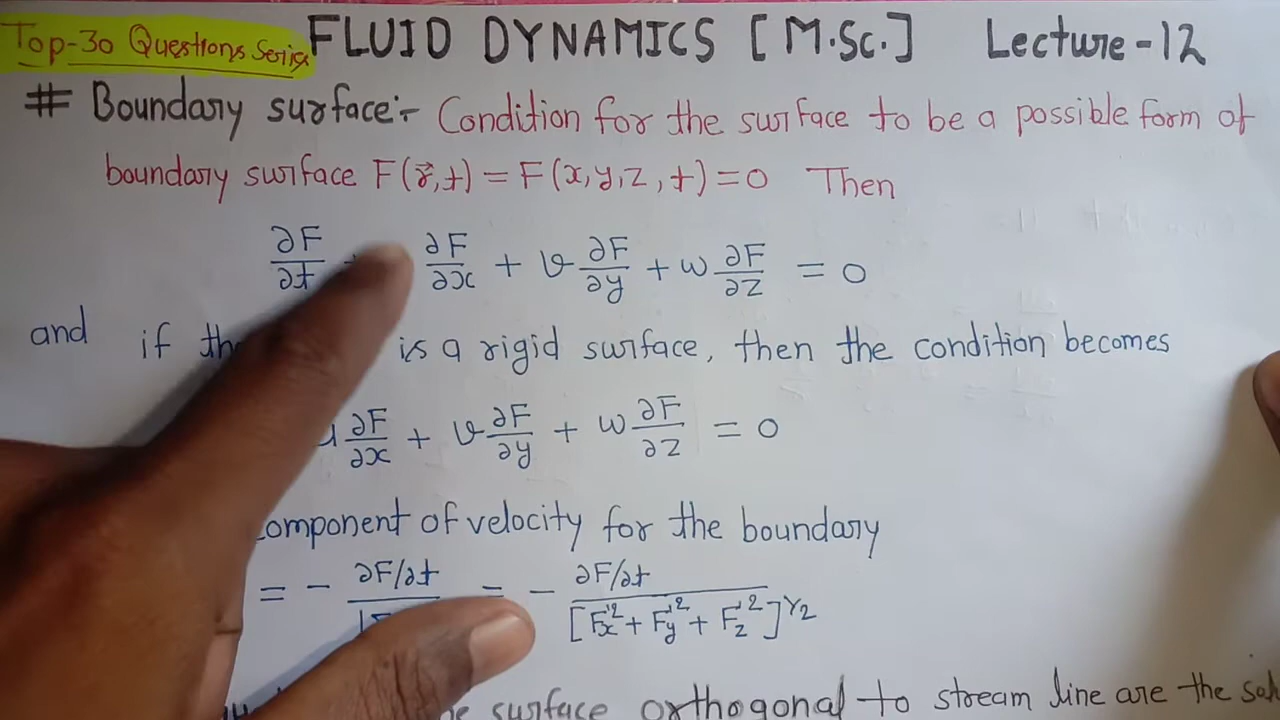 Top-30 Questions Series FLUID DYNAMICS [M.Sc.] Lecture-12
# Boundary surface:- Condition for the surface to be a possible form of
boundary surface F(r⃗,t) = F(x,y,z,t)=0 Then
∂F/∂t ∂F/∂x + v ∂F/∂y + w ∂F/∂z = 0
and if is a rigid surface, then the condition becomes
u ∂F/∂x + v ∂F/∂y + w ∂F/∂z = 0
component of velocity for the boundary
= - ∂F/∂t = - ∂F/∂t / [Fx² + Fy² + Fz²]^1/2
surface orthogonal to stream line are the